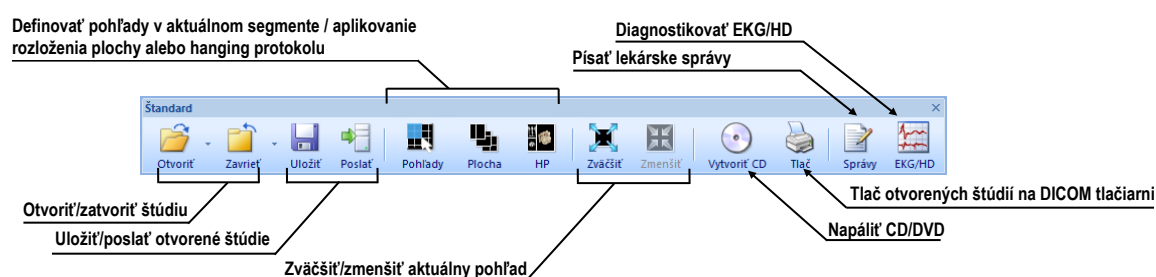 Definovať pohľady v aktuálnom segmente / aplikovanie
rozloženia plochy alebo hanging protokolu
Diagnostikovať EKG/HD
Písať lekárske správy
Štandard
Otvoriť Zavrieť Uložiť Poslať Pohľady Plocha HP Zväčšiť Zmenšiť Vytvoriť CD Tlač Správy EKG/HD
Tlač otvorených štúdií na DICOM tlačiarni
Otvoriť/zatvoriť štúdiu
Napáliť CD/DVD
Uložiť/poslať otvorené štúdie
Zväčšiť/zmenšiť aktuálny pohľad